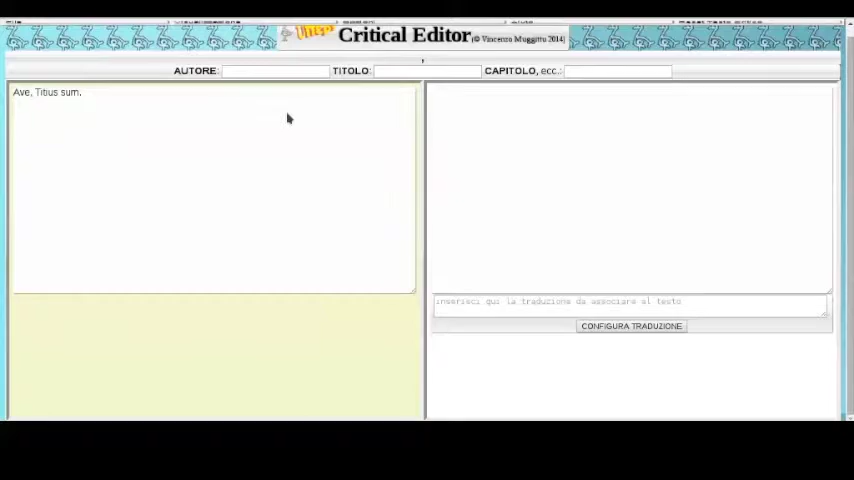 Critical Editor (© Vincenzo Muggittu 2014)
AUTORE: TITOLO: CAPITOLO, ecc.:
Ave, Titius sum.
inserisci qui la traduzione da associare al testo
CONFIGURA TRADUZIONE